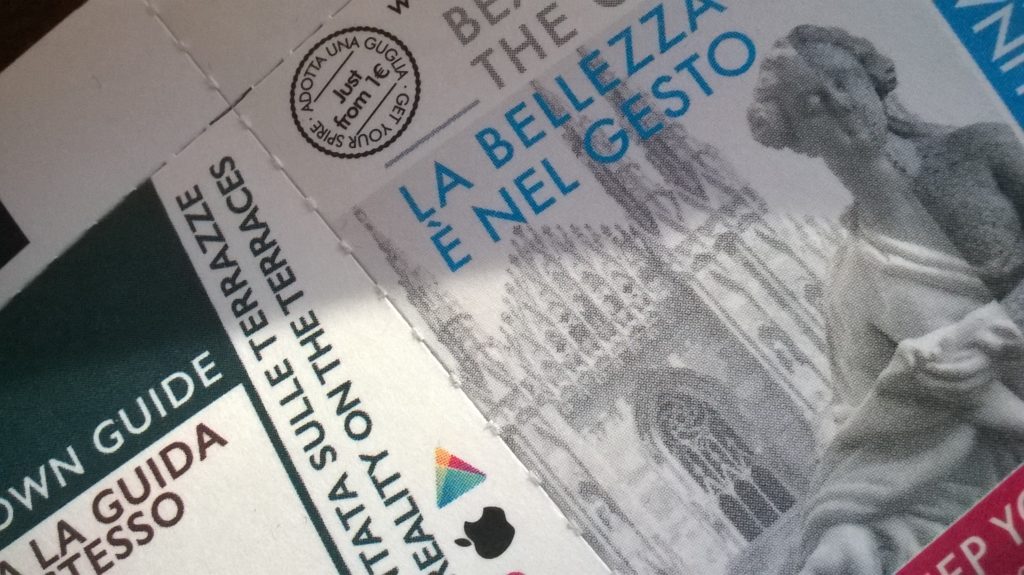 ADOTTA UNA GUGLIA · GET YOUR SPIRE ·
Just
from 1€
THE
LA BELLEZZA
È NEL GESTO
SULLE TERRAZZE
REALITY ON THE TERRACES
OWN GUIDE
LA GUIDA